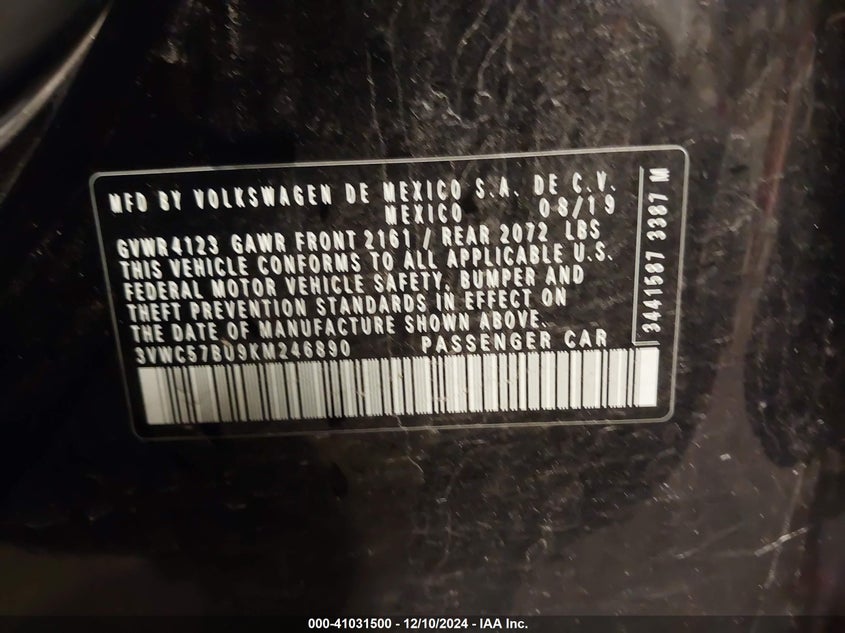 MFD BY VOLKSWAGEN DE MEXICO S.A. DE C.V.
MEXICO 08/19
GVWR4123 GAWR FRONT 2161 / REAR 2072 LBS
THIS VEHICLE CONFORMS TO ALL APPLICABLE U.S.
FEDERAL MOTOR VEHICLE SAFETY, BUMPER AND
THEFT PREVENTION STANDARDS IN EFFECT ON
THE DATE OF MANUFACTURE SHOWN ABOVE.
3VWC57BU9KM246890 PASSENGER CAR
3441587 3387 M
000-41031500 - 12/10/2024 - IAA Inc.